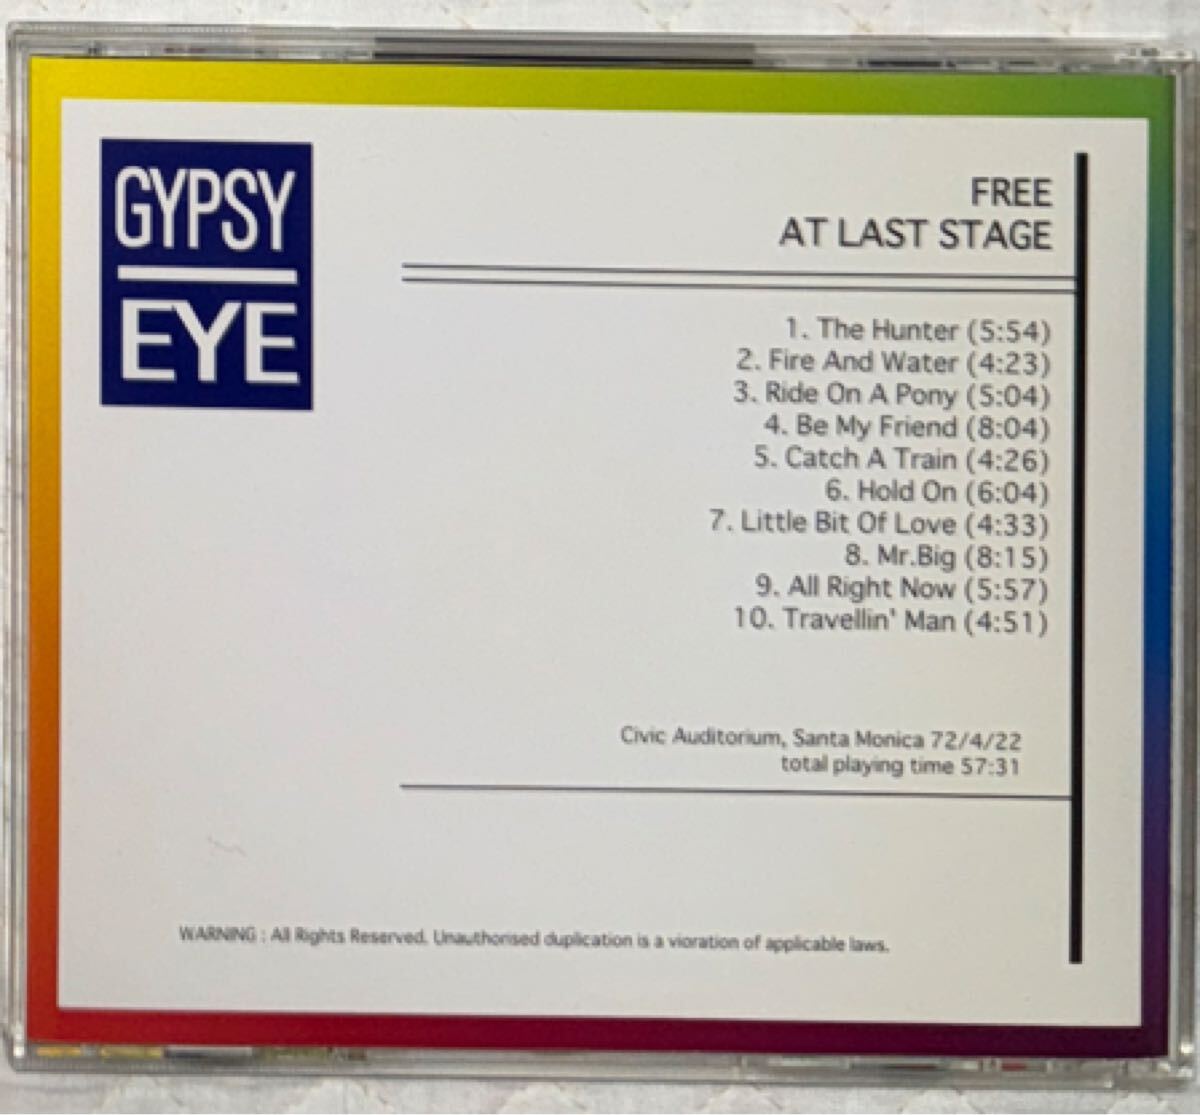 GYPSY
EYE
FREE
AT LAST STAGE
1. The Hunter (5:54)
2. Fire And Water (4:23)
3. Ride On A Pony (5:04)
4. Be My Friend (8:04)
5. Catch A Train (4:26)
6. Hold On (6:04)
7. Little Bit Of Love (4:33)
8. Mr.Big (8:15)
9. All Right Now (5:57)
10. Travellin' Man (4:51)
Civic Auditorium, Santa Monica 72/4/22
total playing time 57:31
WARNING : All Rights Reserved. Unauthorised duplication is a vioration of applicable laws.